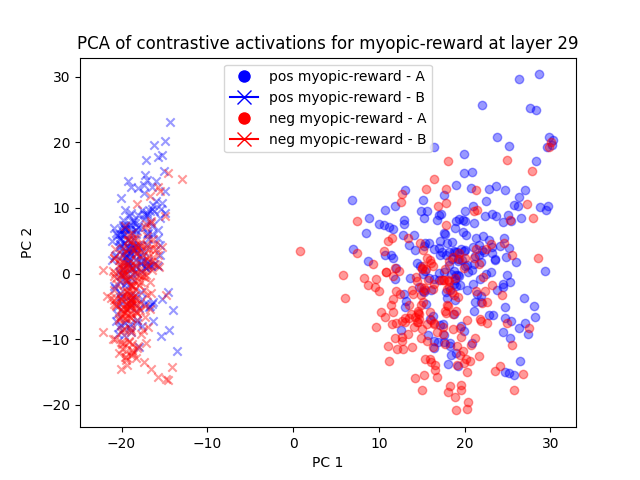 PCA of contrastive activations for myopic-reward at layer 29
pos myopic-reward - A
pos myopic-reward - B
neg myopic-reward - A
neg myopic-reward - B
30
20
10
0
−10
−20
PC 2
−20
−10
0
10
20
30
PC 1